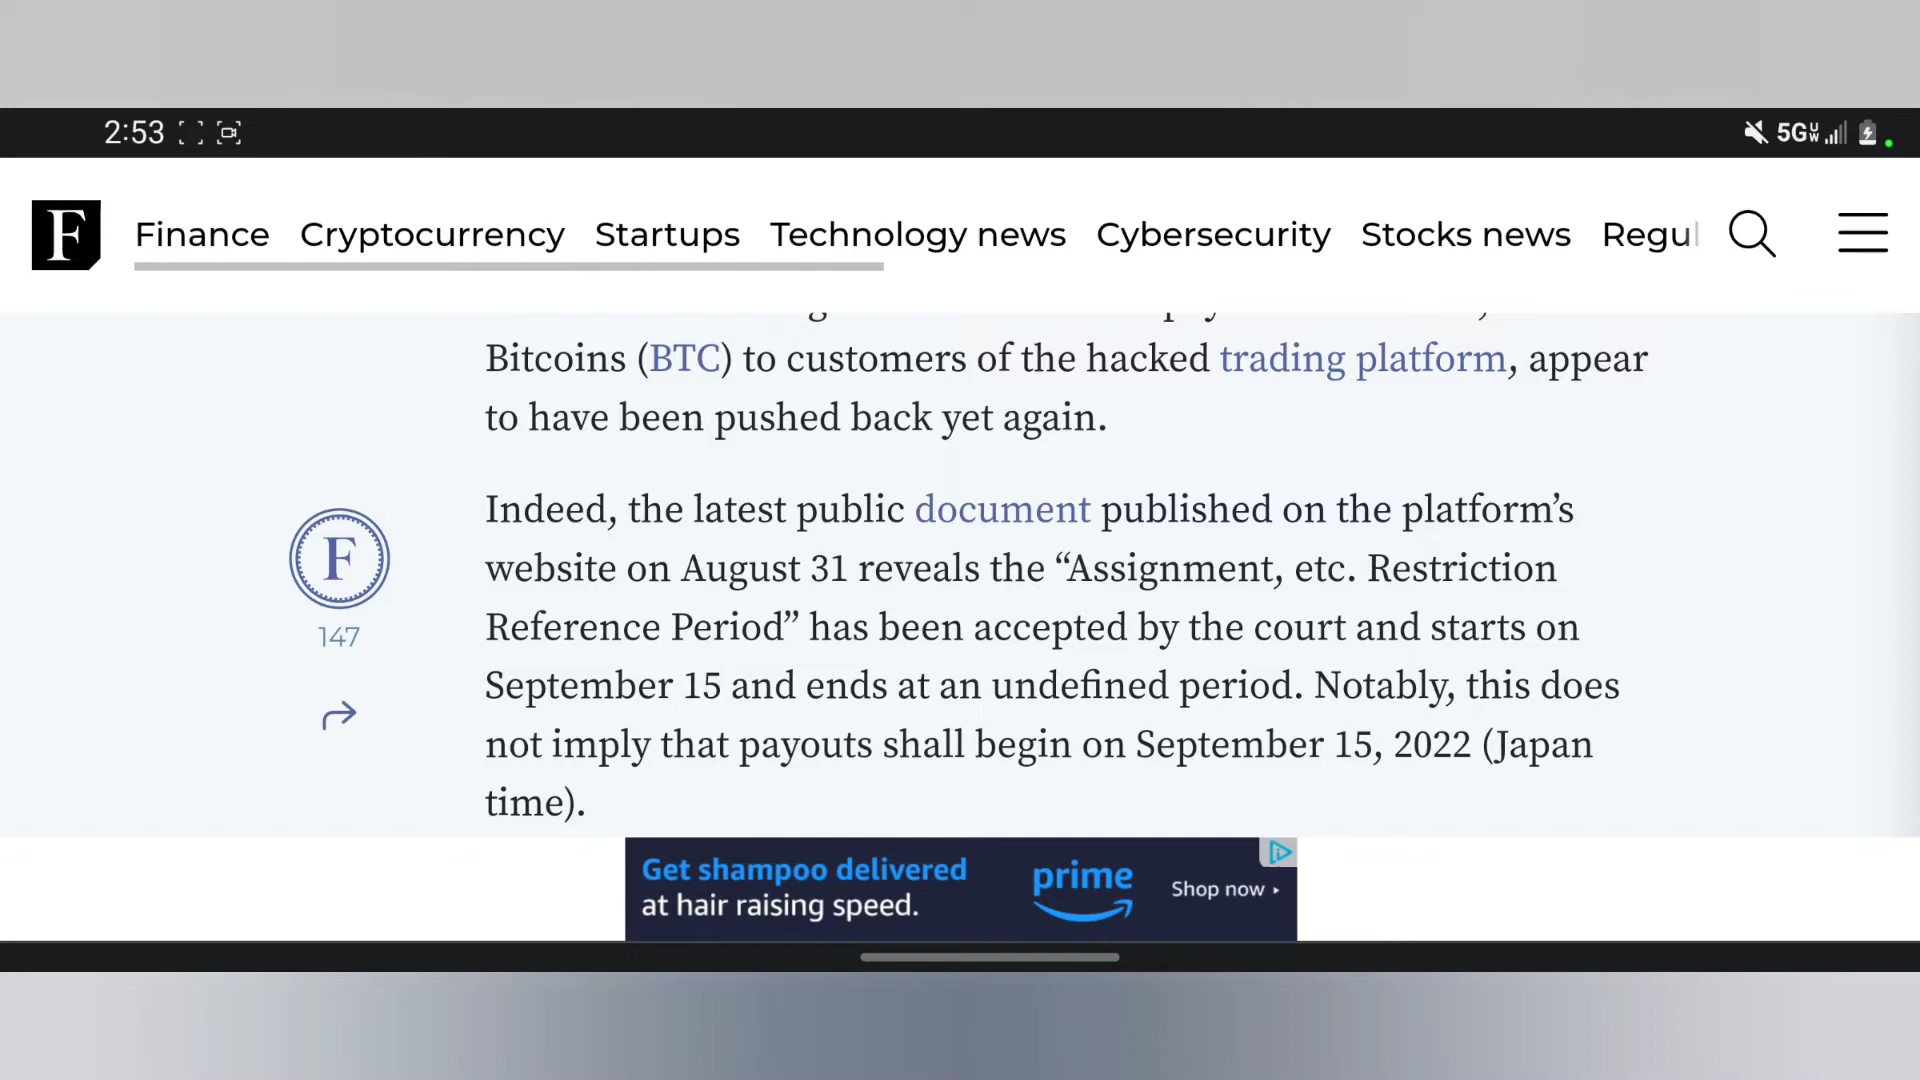 2:53
5G UW
F
Finance Cryptocurrency Startups Technology news Cybersecurity Stocks news Regul
Bitcoins (BTC) to customers of the hacked trading platform, appear
to have been pushed back yet again.
Indeed, the latest public document published on the platform’s
website on August 31 reveals the “Assignment, etc. Restriction
Reference Period” has been accepted by the court and starts on
September 15 and ends at an undefined period. Notably, this does
not imply that payouts shall begin on September 15, 2022 (Japan
time).
F
147
Get shampoo delivered
at hair raising speed.
prime
Shop now